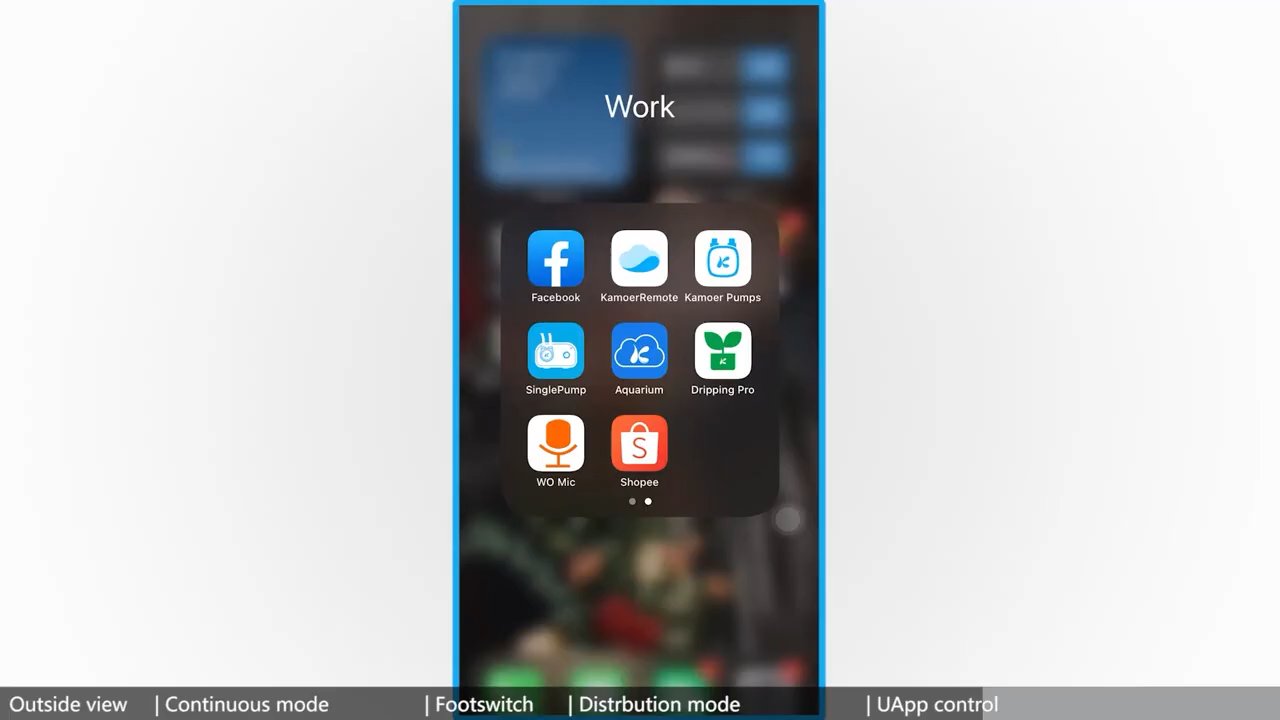 Work
Facebook
KamoerRemote
Kamoer Pumps
SinglePump
Aquarium
Dripping Pro
WO Mic
Shopee
Outside view | Continuous mode | Footswitch | Distrbution mode | UApp control